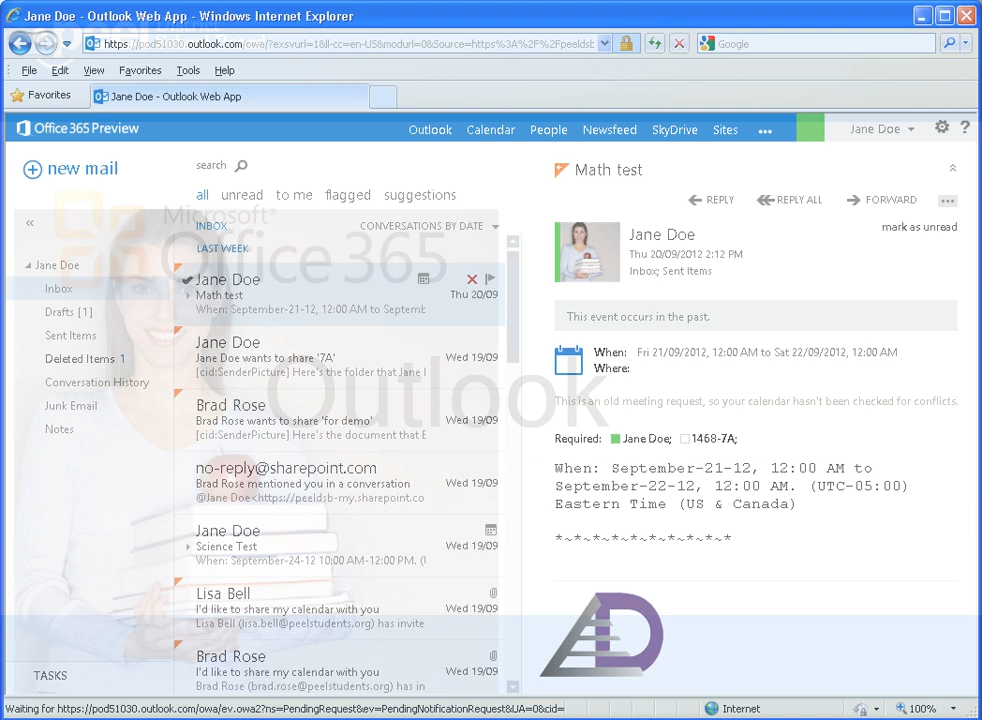 Jane Doe - Outlook Web App - Windows Internet Explorer
https://pod51030.outlook.com/owa/?exsvurl=1&ll-cc=en-US&modurl=0&Source=https%3A%2F%2Fpeeldst
Google
File Edit View Favorites Tools Help
Favorites
Jane Doe - Outlook Web App
Office 365 Preview
Outlook Calendar People Newsfeed SkyDrive Sites ••• Jane Doe ?
new mail
search
all unread to me flagged suggestions
Microsoft®
Office 365
Outlook
«
Jane Doe
Inbox
Drafts [1]
Sent Items
Deleted Items 1
Conversation History
Junk Email
Notes
TASKS
INBOX CONVERSATIONS BY DATE
LAST WEEK
Jane Doe
Math test Thu 20/09
When: September-21-12, 12:00 AM to Septemb
Jane Doe
Jane Doe wants to share '7A' Wed 19/09
[cid:SenderPicture] Here's the folder that Jane I
Brad Rose
Brad Rose wants to share 'for demo' Wed 19/09
[cid:SenderPicture] Here's the document that E
no-reply@sharepoint.com
Brad Rose mentioned you in a conversation Wed 19/09
@Jane Doe<https://peeldsb-my.sharepoint.co
Jane Doe
Science Test Wed 19/09
When: September-24-12 10:00 AM-12:00 PM. (U
Lisa Bell
I'd like to share my calendar with you Wed 19/09
Lisa Bell (lisa.bell@peelstudents.org) has invite
Brad Rose
I'd like to share my calendar with you Wed 19/09
Brad Rose (brad.rose@peelstudents.org) has in
Math test
REPLY REPLY ALL FORWARD •••
mark as unread
Jane Doe
Thu 20/09/2012 2:12 PM
Inbox; Sent Items
This event occurs in the past.
When: Fri 21/09/2012, 12:00 AM to Sat 22/09/2012, 12:00 AM
Where:
This is an old meeting request, so your calendar hasn't been checked for conflicts.
Required: Jane Doe; 1468-7A;
When: September-21-12, 12:00 AM to
September-22-12, 12:00 AM. (UTC-05:00)
Eastern Time (US & Canada)
*~*~*~*~*~*~*~*~*~*
D
Waiting for https://pod51030.outlook.com/owa/ev.owa2?ns=PendingRequest&ev=PendingNotificationRequest&UA=0&cid=
Internet
100%